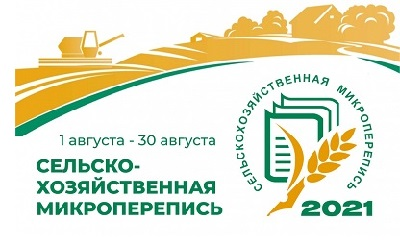 1 августа - 30 августа
СЕЛЬСКО-
ХОЗЯЙСТВЕННАЯ
МИКРОПЕРЕПИСЬ
СЕЛЬСКОХОЗЯЙСТВЕННАЯ МИКРОПЕРЕПИСЬ
2021